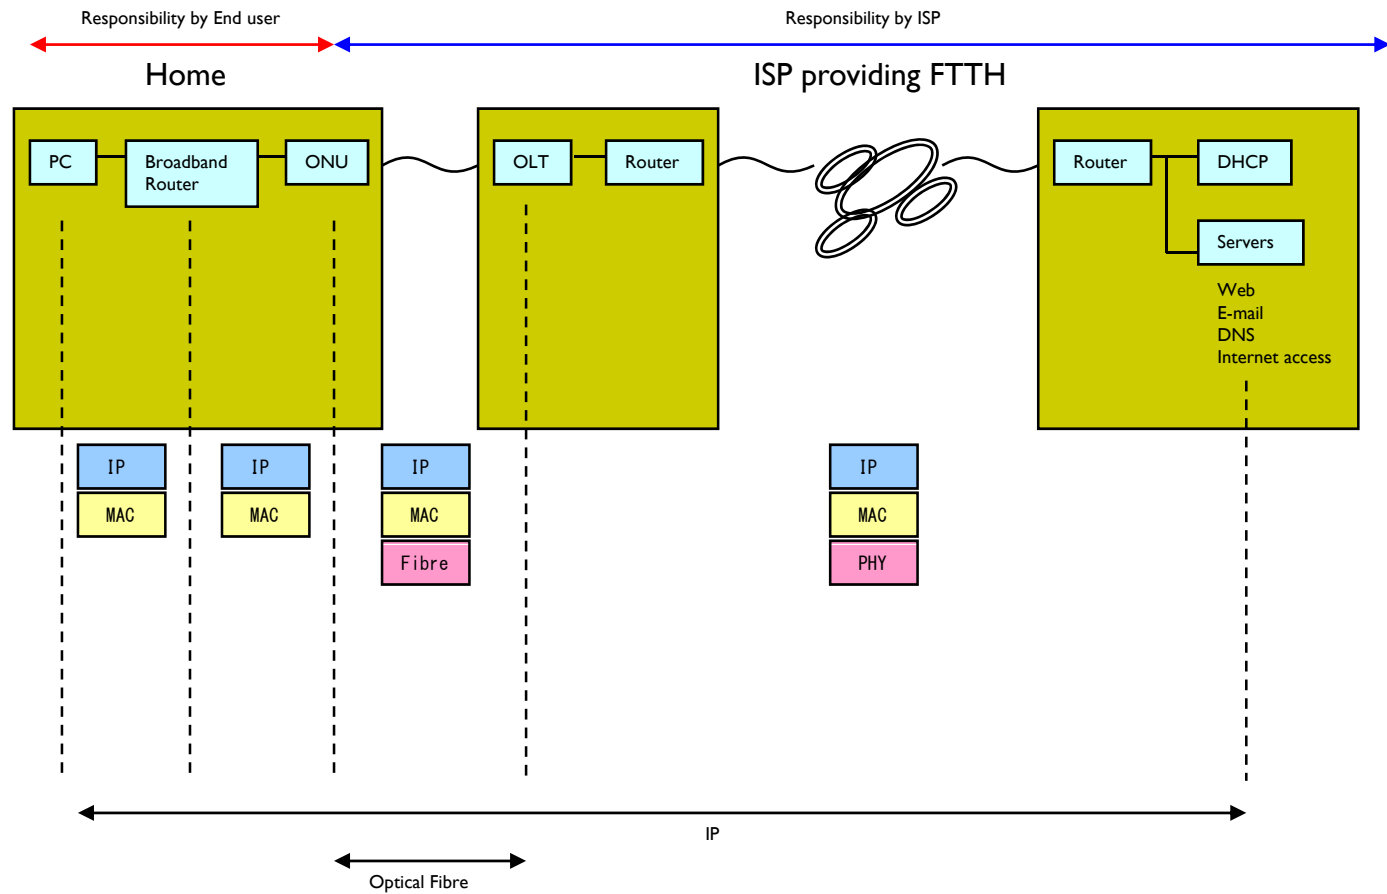 Responsibility by End user
Responsibility by ISP
Home
ISP providing FTTH
PC
Broadband
Router
ONU
OLT
Router
Router
DHCP
Servers
Web
E-mail
DNS
Internet access
IP
IP
IP
IP
MAC
MAC
MAC
MAC
Fibre
PHY
IP
Optical Fibre